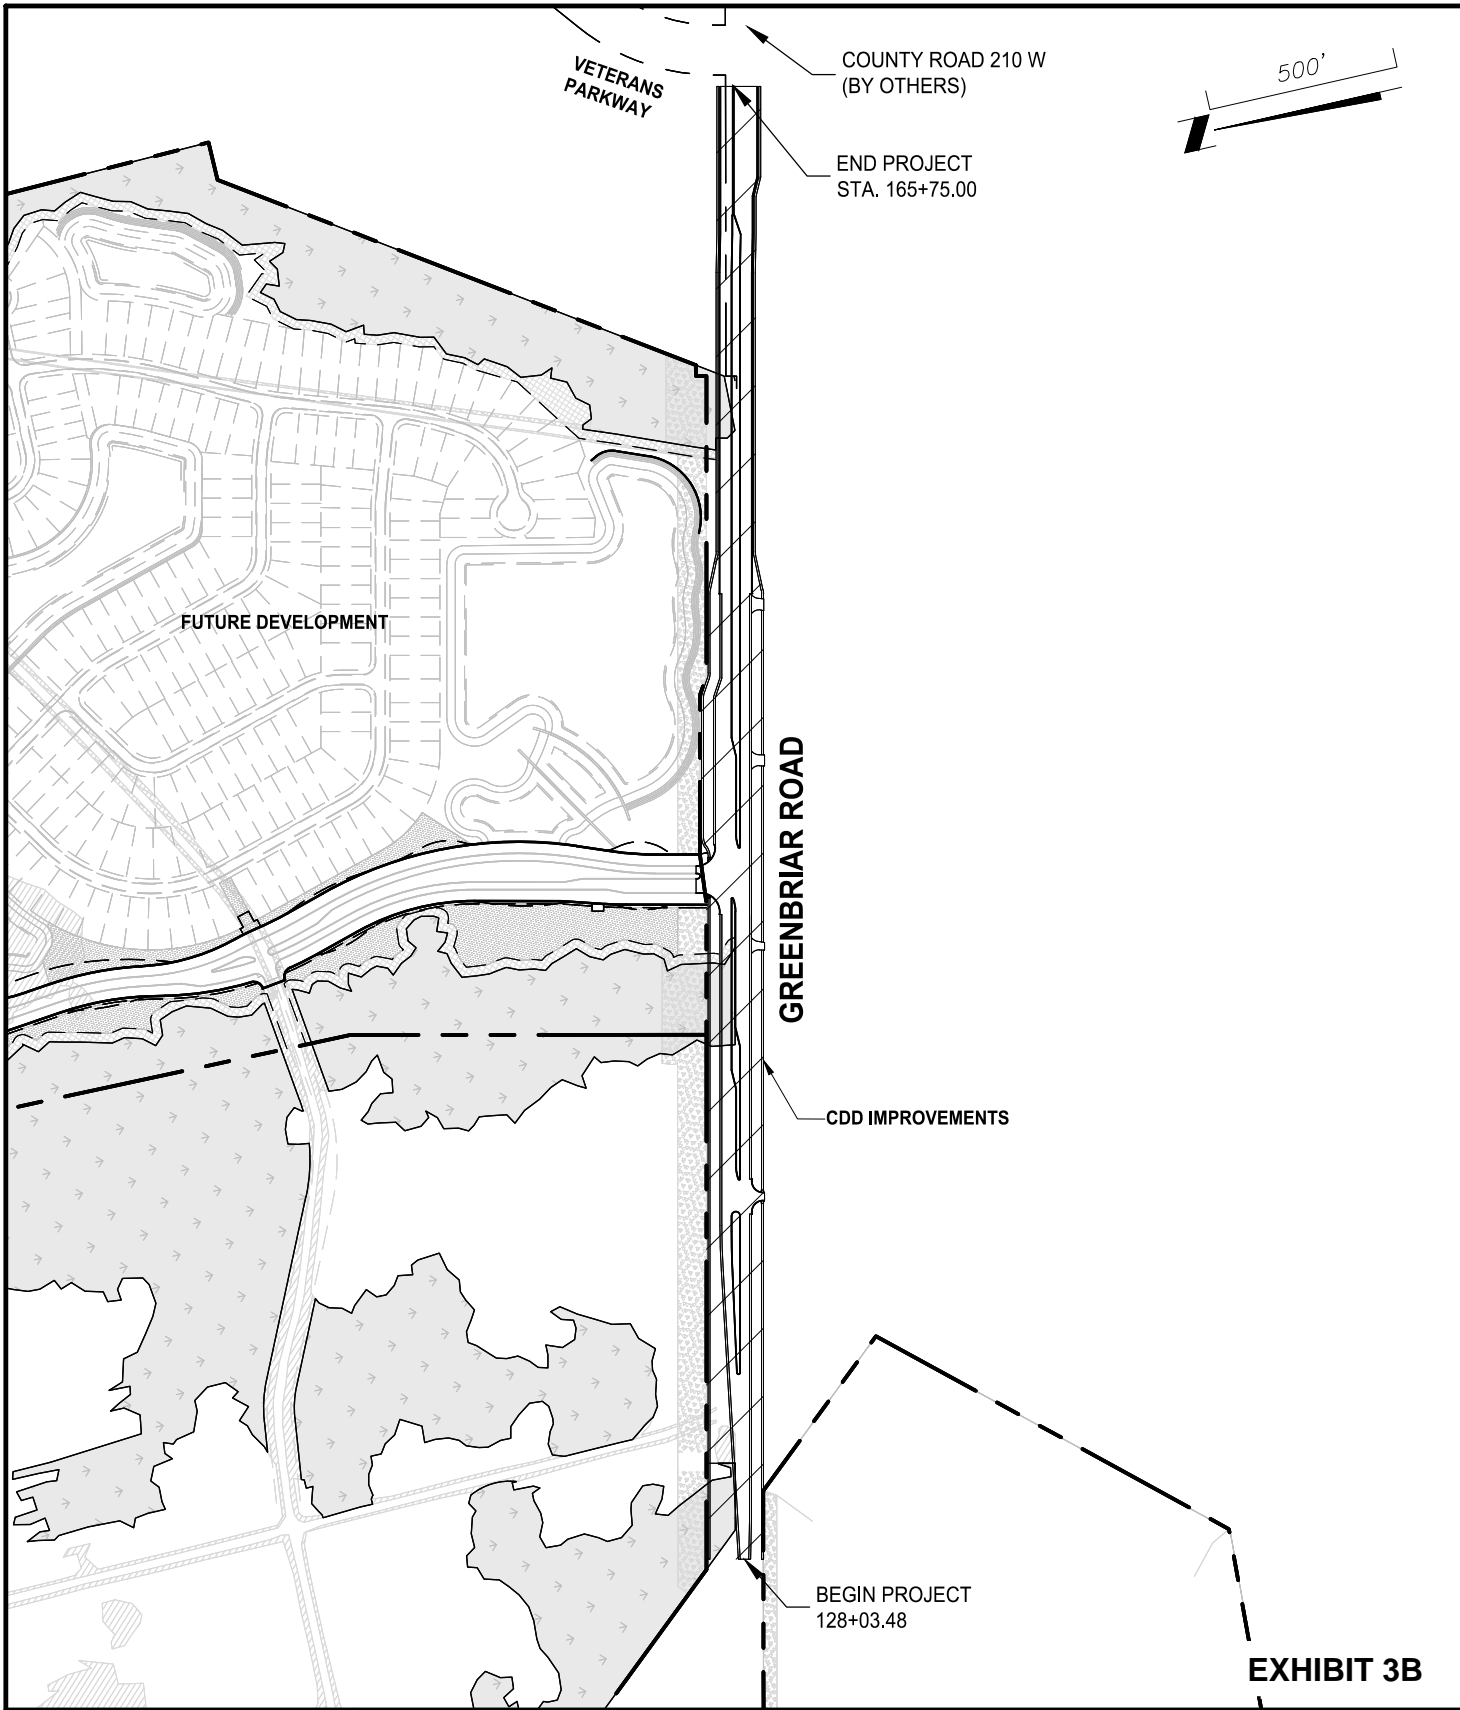 COUNTY ROAD 210 W
(BY OTHERS)
VETERANS
PARKWAY
500'
END PROJECT
STA. 165+75.00
FUTURE DEVELOPMENT
GREENBRIAR ROAD
CDD IMPROVEMENTS
BEGIN PROJECT
128+03.48
EXHIBIT 3B